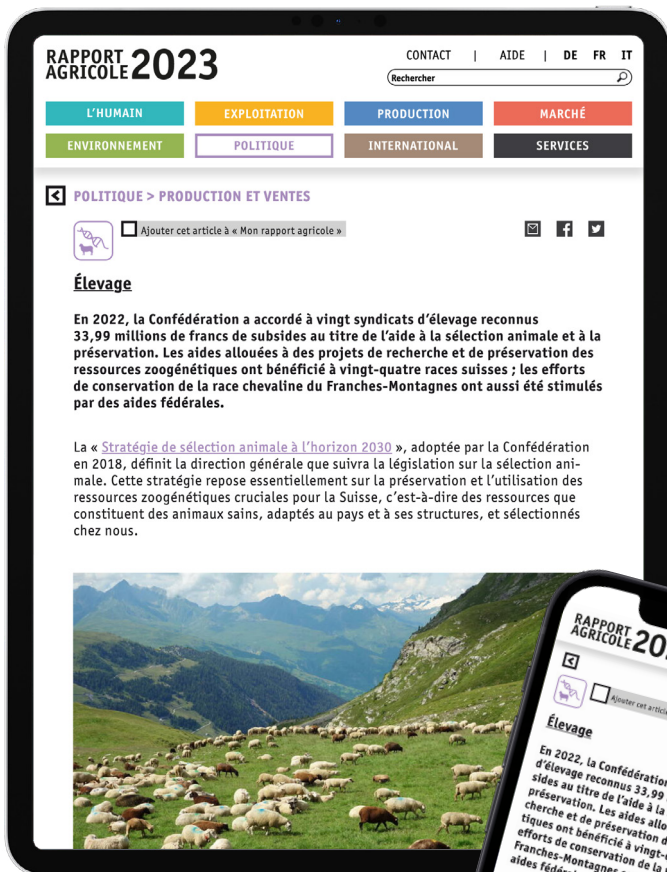 RAPPORT
AGRICOLE 2023
CONTACT | AIDE | DE FR IT
Rechercher
L'HUMAIN
EXPLOITATION
PRODUCTION
MARCHÉ
ENVIRONNEMENT
POLITIQUE
INTERNATIONAL
SERVICES
POLITIQUE > PRODUCTION ET VENTES
Ajouter cet article à « Mon rapport agricole »
Élevage
En 2022, la Confédération a accordé à vingt syndicats d'élevage reconnus
33,99 millions de francs de subsides au titre de l'aide à la sélection animale et à la
préservation. Les aides allouées à des projets de recherche et de préservation des
ressources zoogénétiques ont bénéficié à vingt-quatre races suisses ; les efforts
de conservation de la race chevaline du Franches-Montagnes ont aussi été stimulés
par des aides fédérales.
La « Stratégie de sélection animale à l'horizon 2030 », adoptée par la Confédération
en 2018, définit la direction générale que suivra la législation sur la sélection ani-
male. Cette stratégie repose essentiellement sur la préservation et l'utilisation des
ressources zoogénétiques cruciales pour la Suisse, c'est-à-dire des ressources que
constituent des animaux sains, adaptés au pays et à ses structures, et sélectionnés
chez nous.
RAPPORT
AGRICOLE 20
Ajouter cet article
Élevage
En 2022, la Confédération
d'élevage reconnus 33,99
sides au titre de l'aide à la
préservation. Les aides allo
cherche et de préservation d
tiques ont bénéficié à vingt-
efforts de conservation de la
Franches-Montagnes
aides